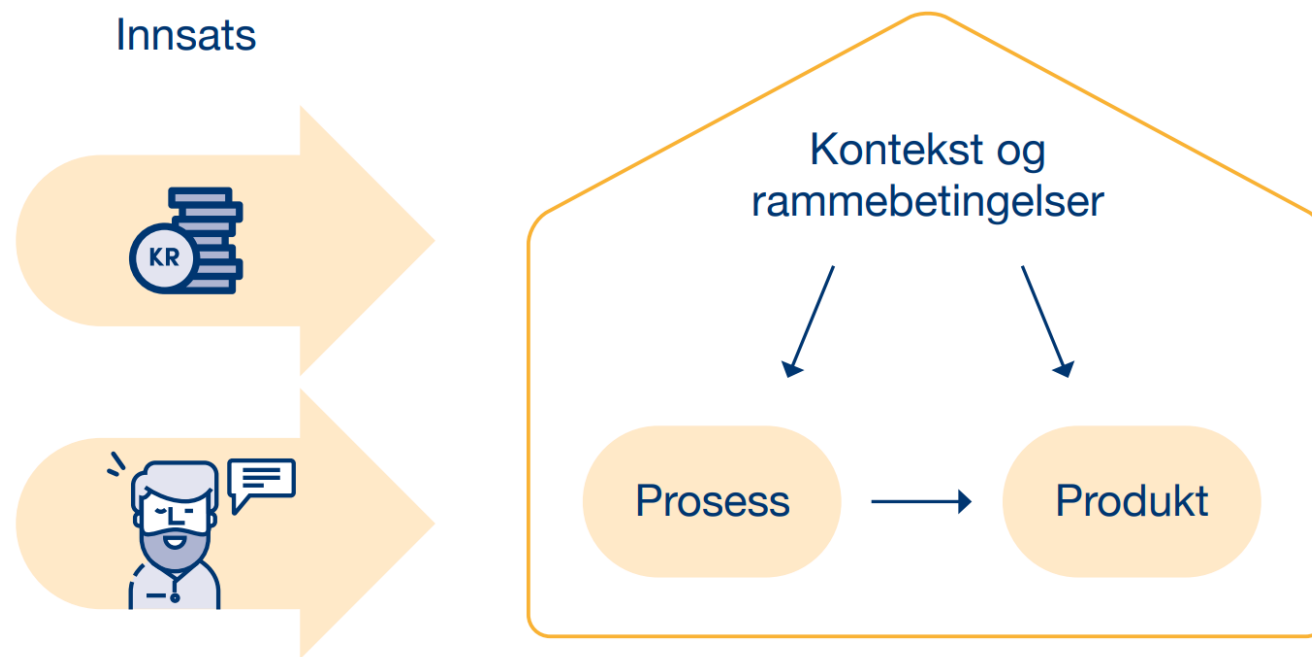 Innsats
Kontekst og
rammebetingelser
KR
Prosess
Produkt